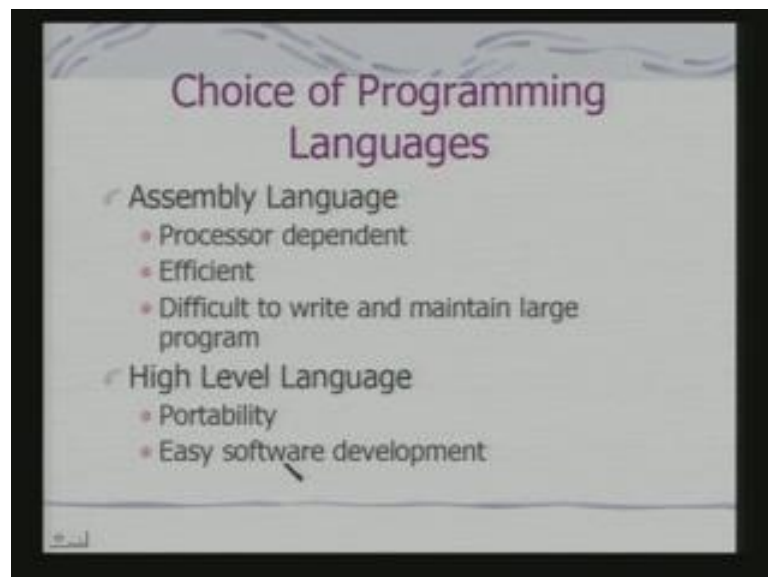 Choice of Programming
Languages
Assembly Language
Processor dependent
Efficient
Difficult to write and maintain large
program
High Level Language
Portability
Easy software development